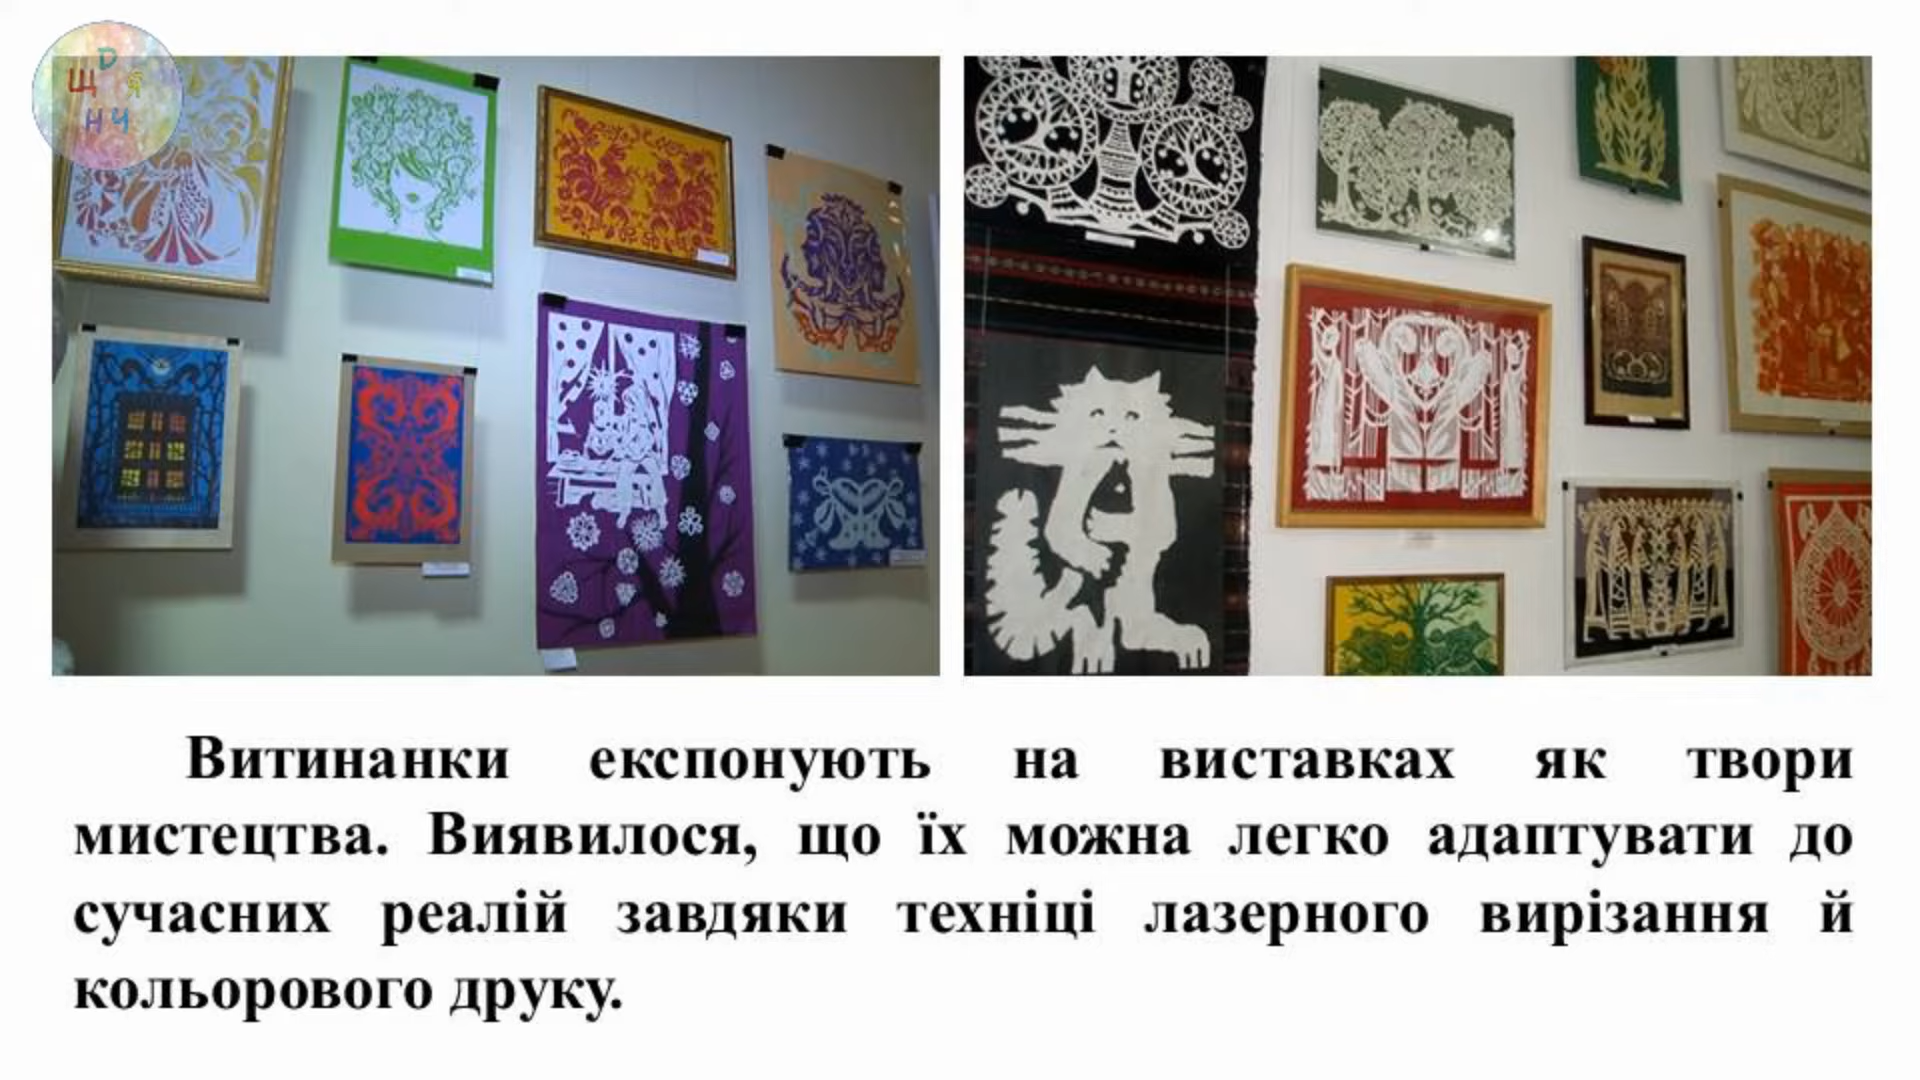 D
Щ Я
Н Ч
Витинанки експонують на виставках як твори
мистецтва. Виявилося, що їх можна легко адаптувати до
сучасних реалій завдяки техніці лазерного вирізання й
кольорового друку.